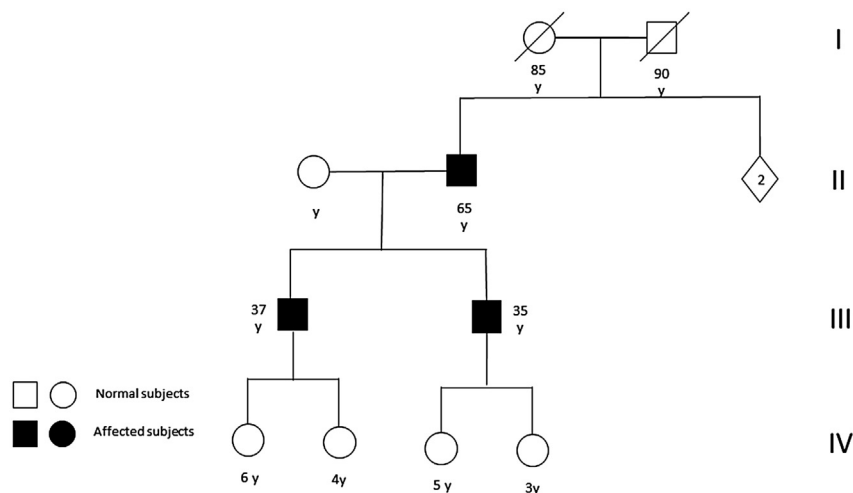 I
85
y
90
y
2
II
y
65
y
37
y
35
y
III
Normal subjects
Affected subjects
IV
6 y
4y
5 y
3y